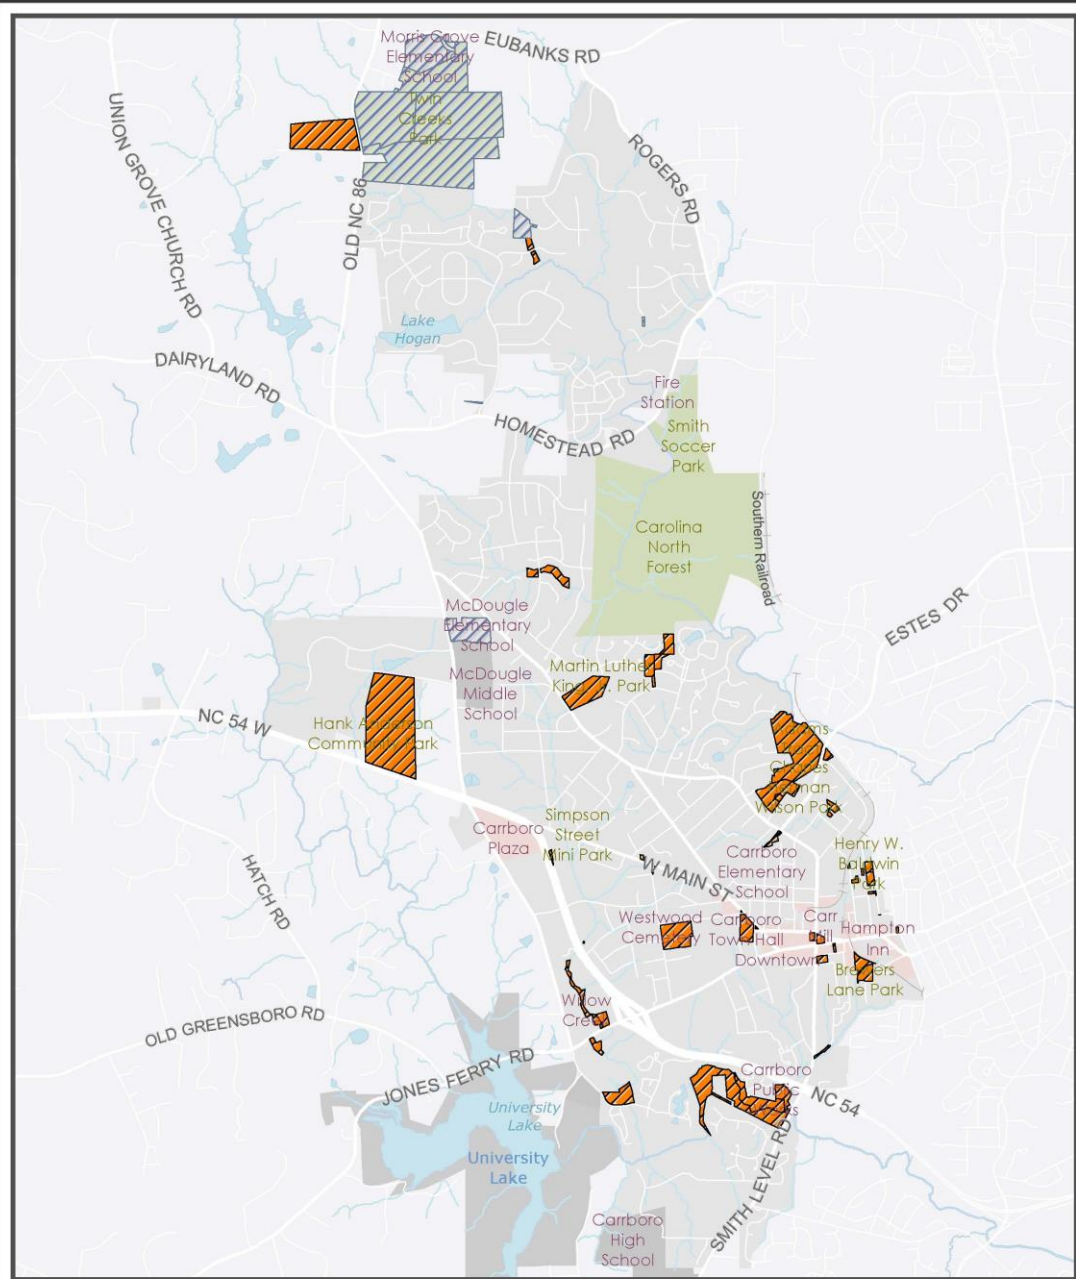 Morris Grove
Elementary
School
EUBANKS RD
Twin
Creeks
Park
UNION GROVE CHURCH RD
OLD NC 86
ROGERS RD
Lake
Hogan
DAIRYLAND RD
Fire
Station
HOMESTEAD RD
Smith
Soccer
Park
Carolina
North
Forest
Southern Railroad
ESTES DR
McDougle
Elementary
School
McDougle
Middle
School
Martin Luther
King Park
NC 54 W
Hank Anderson
Community Park
Wilson Park
Carrboro
Plaza
Simpson
Street
Mini Park
Henry W.
Baldwin
Park
HATCH RD
W MAIN ST
Carrboro
Elementary
School
Westwood
Cemetery
Carrboro
Town Hall
Carr
Mill
Hampton
Inn
Downtown
Brewers
Lane Park
Willow
Creek
OLD GREENSBORO RD
JONES FERRY RD
Carrboro
Public
Works
NC 54
University
Lake
University
Lake
SMITH LEVEL RD
Carrboro
High
School